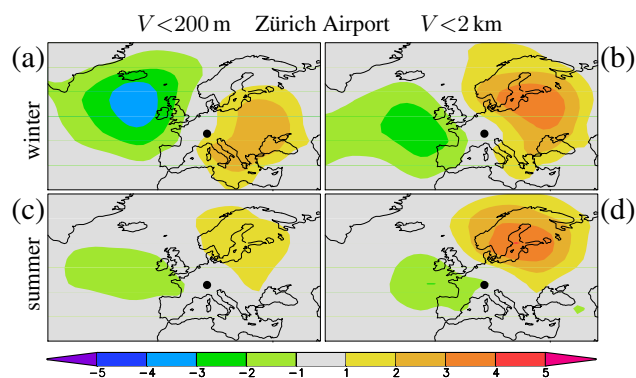 V < 200 m Zürich Airport V < 2 km
(a) (b)
winter
(c) (d)
summer
-5 -4 -3 -2 -1 1 2 3 4 5